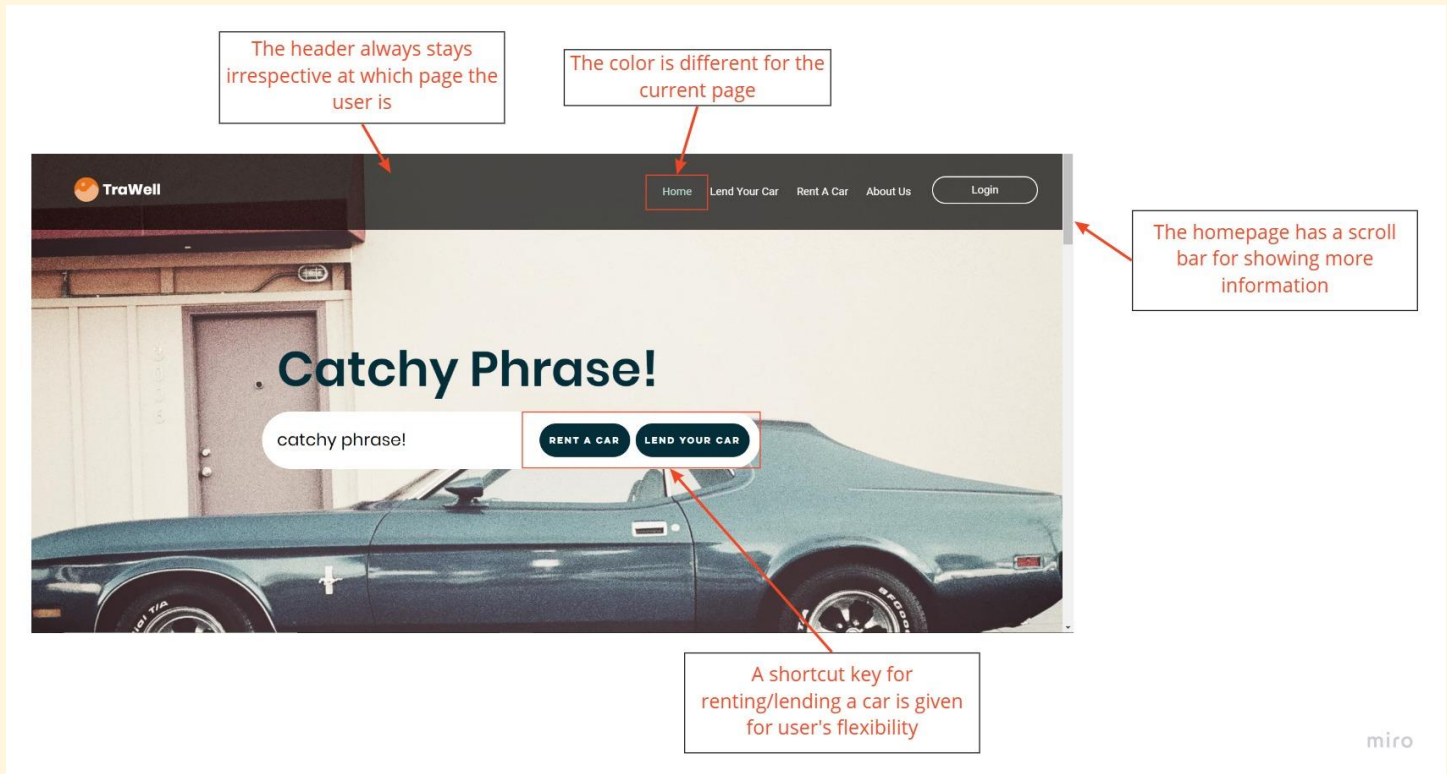 The header always stays
irrespective at which page the
user is
The color is different for the
current page
TraWell
Home Lend Your Car Rent A Car About Us Login
The homepage has a scroll
bar for showing more
information
Catchy Phrase!
catchy phrase! RENT A CAR LEND YOUR CAR
A shortcut key for
renting/lending a car is given
for user's flexibility
miro